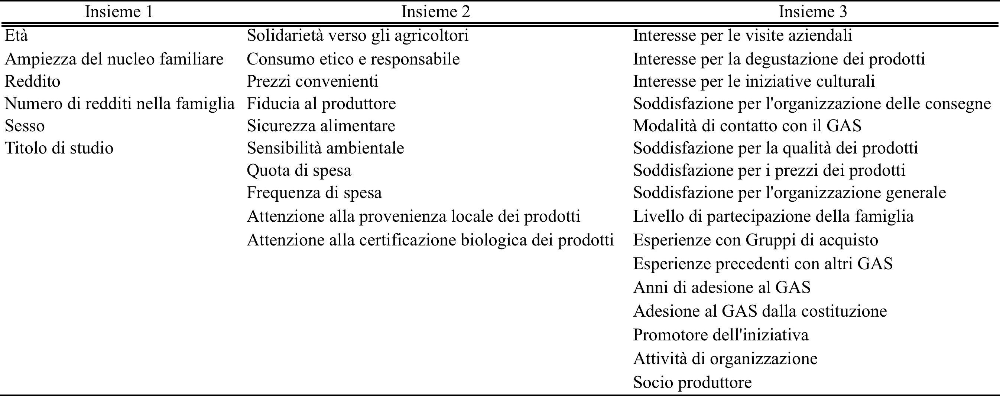 Insieme 1 Insieme 2 Insieme 3
Età Solidarietà verso gli agricoltori Interesse per le visite aziendali
Ampiezza del nucleo familiare Consumo etico e responsabile Interesse per la degustazione dei prodotti
Reddito Prezzi convenienti Interesse per le iniziative culturali
Numero di redditi nella famiglia Fiducia al produttore Soddisfazione per l'organizzazione delle consegne
Sesso Sicurezza alimentare Modalità di contatto con il GAS
Titolo di studio Sensibilità ambientale Soddisfazione per la qualità dei prodotti
Quota di spesa Soddisfazione per i prezzi dei prodotti
Frequenza di spesa Soddisfazione per l'organizzazione generale
Attenzione alla provenienza locale dei prodotti Livello di partecipazione della famiglia
Attenzione alla certificazione biologica dei prodotti Esperienze con Gruppi di acquisto
Esperienze precedenti con altri GAS
Anni di adesione al GAS
Adesione al GAS dalla costituzione
Promotore dell'iniziativa
Attività di organizzazione
Socio produttore